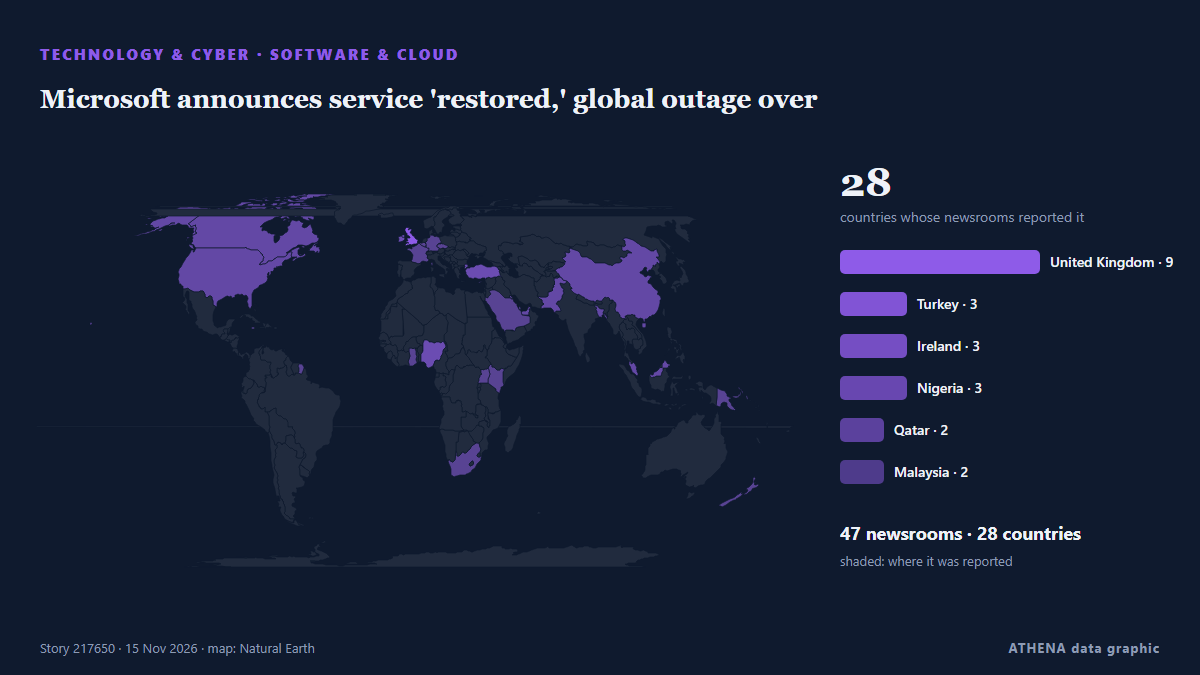 TECHNOLOGY & CYBER · SOFTWARE & CLOUD
Microsoft announces service 'restored,' global outage over
28
countries whose newsrooms reported it
United Kingdom · 9
Turkey · 3
Ireland · 3
Nigeria · 3
Qatar · 2
Malaysia · 2
47 newsrooms · 28 countries
shaded: where it was reported
Story 217650 · 15 Nov 2026 · map: Natural Earth
ATHENA data graphic